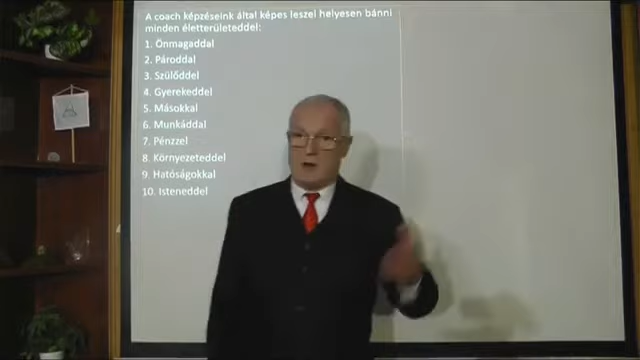 A coach képzéseink által képes leszel helyesen bánni
minden életterületeddel:
1. Önmagaddal
2. Pároddal
3. Szülőddel
4. Gyerekeddel
5. Másokkal
6. Munkáddal
7. Pénzzel
8. Környezeteddel
9. Hatóságokkal
10. Isteneddel